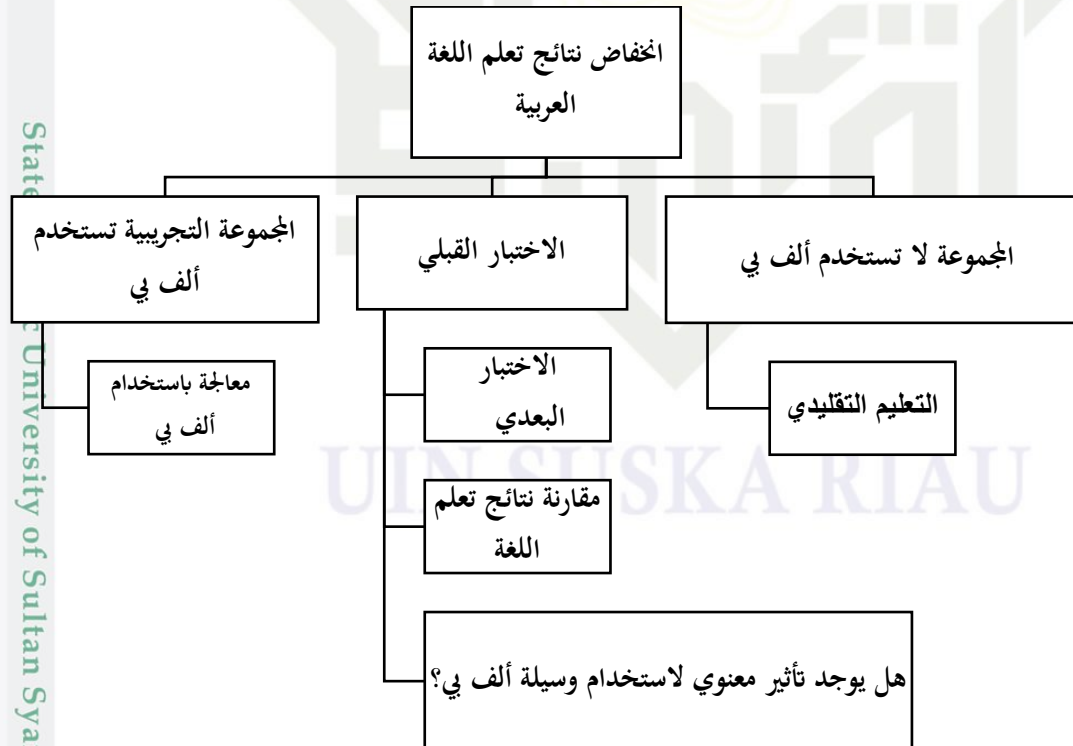 انخفاض نتائج تعلم اللغة
العربية
المجموعة لا تستخدم ألف بي
الاختبار القبلي
المجموعة التجريبية تستخدم
ألف بي
التعليم التقليدي
الاختبار
البعدي
معالجة باستخدام
ألف بي
مقارنة نتائج تعلم
اللغة
هل يوجد تأثير معنوي لاستخدام وسيلة ألف بي؟
UIN SUSKA RIAU
State
c University of Sultan Sya